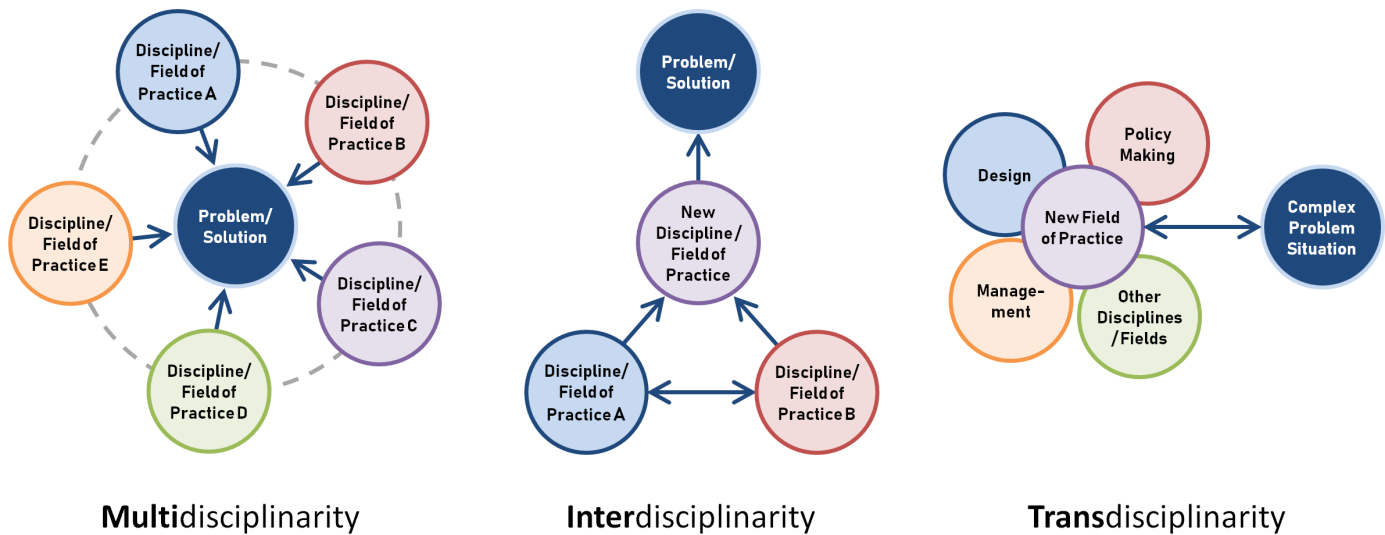 Discipline/
Field of
Practice A
Discipline/
Field of
Practice B
Problem/
Solution
Discipline/
Field of
Practice E
Discipline/
Field of
Practice C
Discipline/
Field of
Practice D
Multidisciplinarity
Problem/
Solution
New
Discipline/
Field of
Practice
Discipline/
Field of
Practice A
Discipline/
Field of
Practice B
Interdisciplinarity
Design
Policy
Making
New Field
of Practice
Complex
Problem
Situation
Manage-
ment
Other
Disciplines
/Fields
Transdisciplinarity